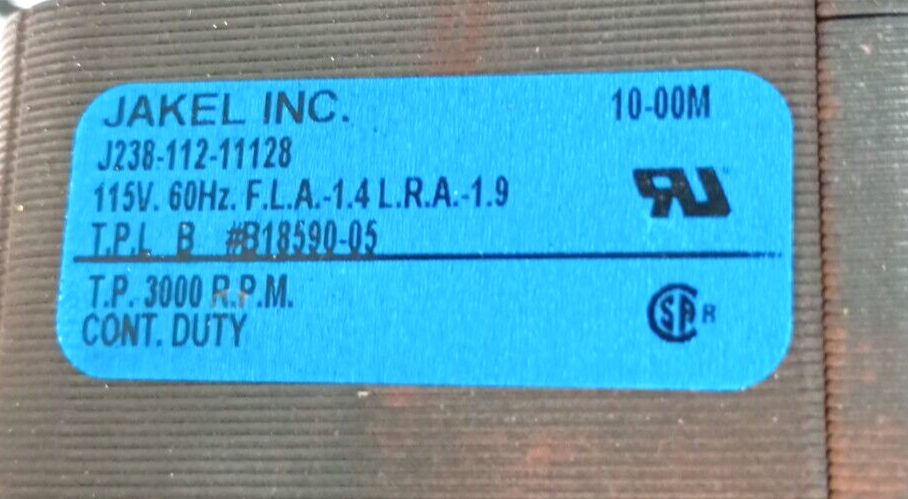 JAKEL INC. 10-00M
J238-112-11128
115V. 60Hz. F.L.A.-1.4 L.R.A.-1.9
T.P.L B #B18590-05
T.P. 3000 R.P.M.
CONT. DUTY